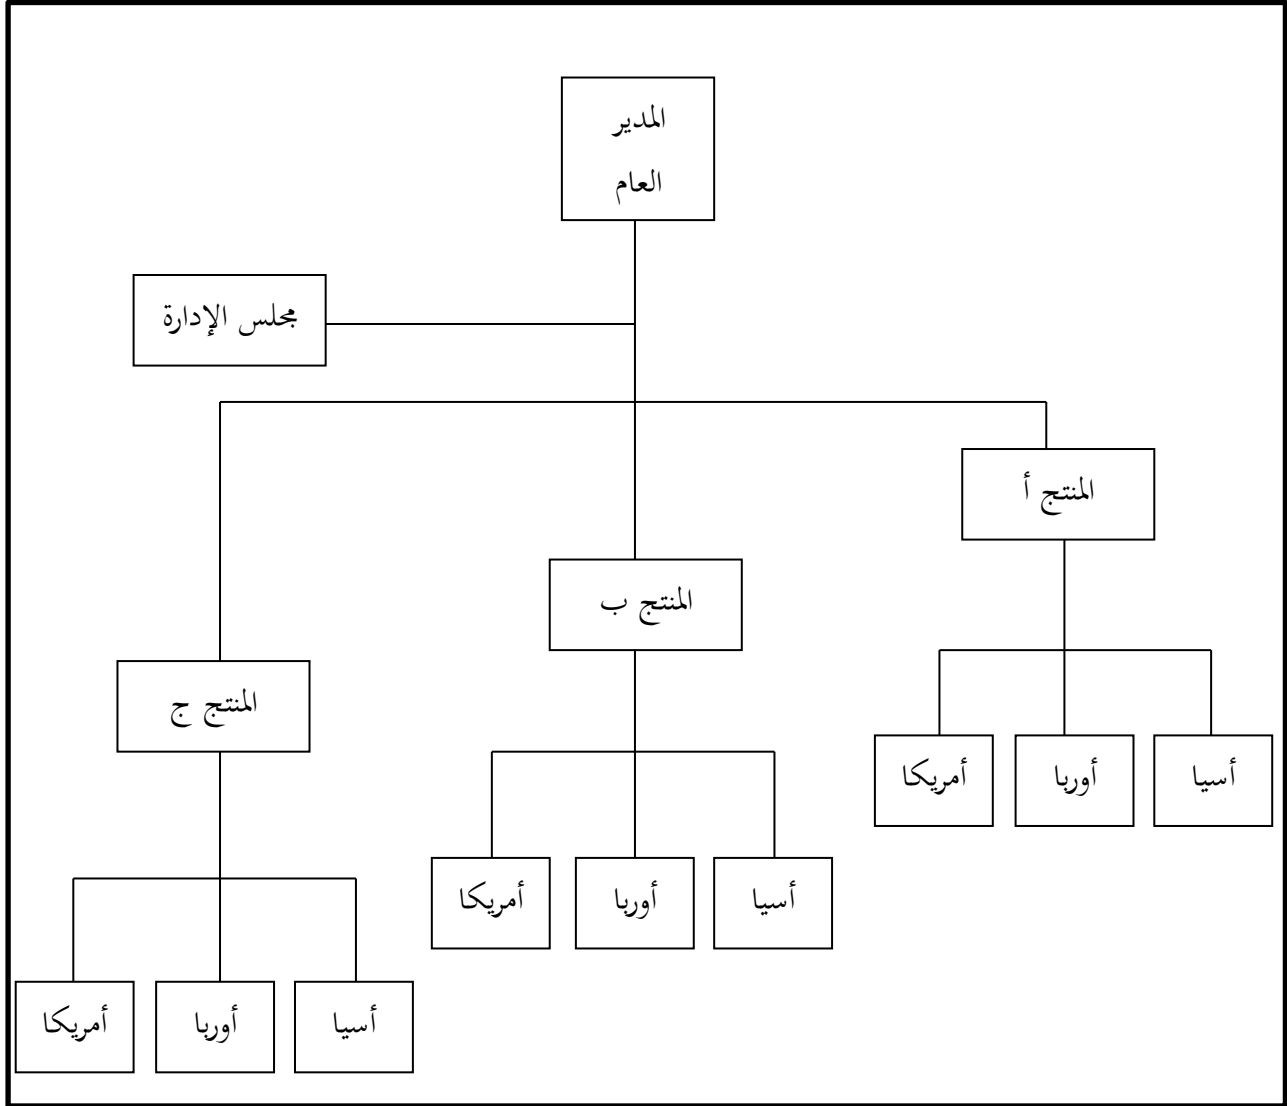 المدير
العام
مجلس الإدارة
المنتج أ
المنتج ب
المنتج ج
أسيا
أوربا
أمريكا
أسيا
أوربا
أمريكا
أسيا
أوربا
أمريكا